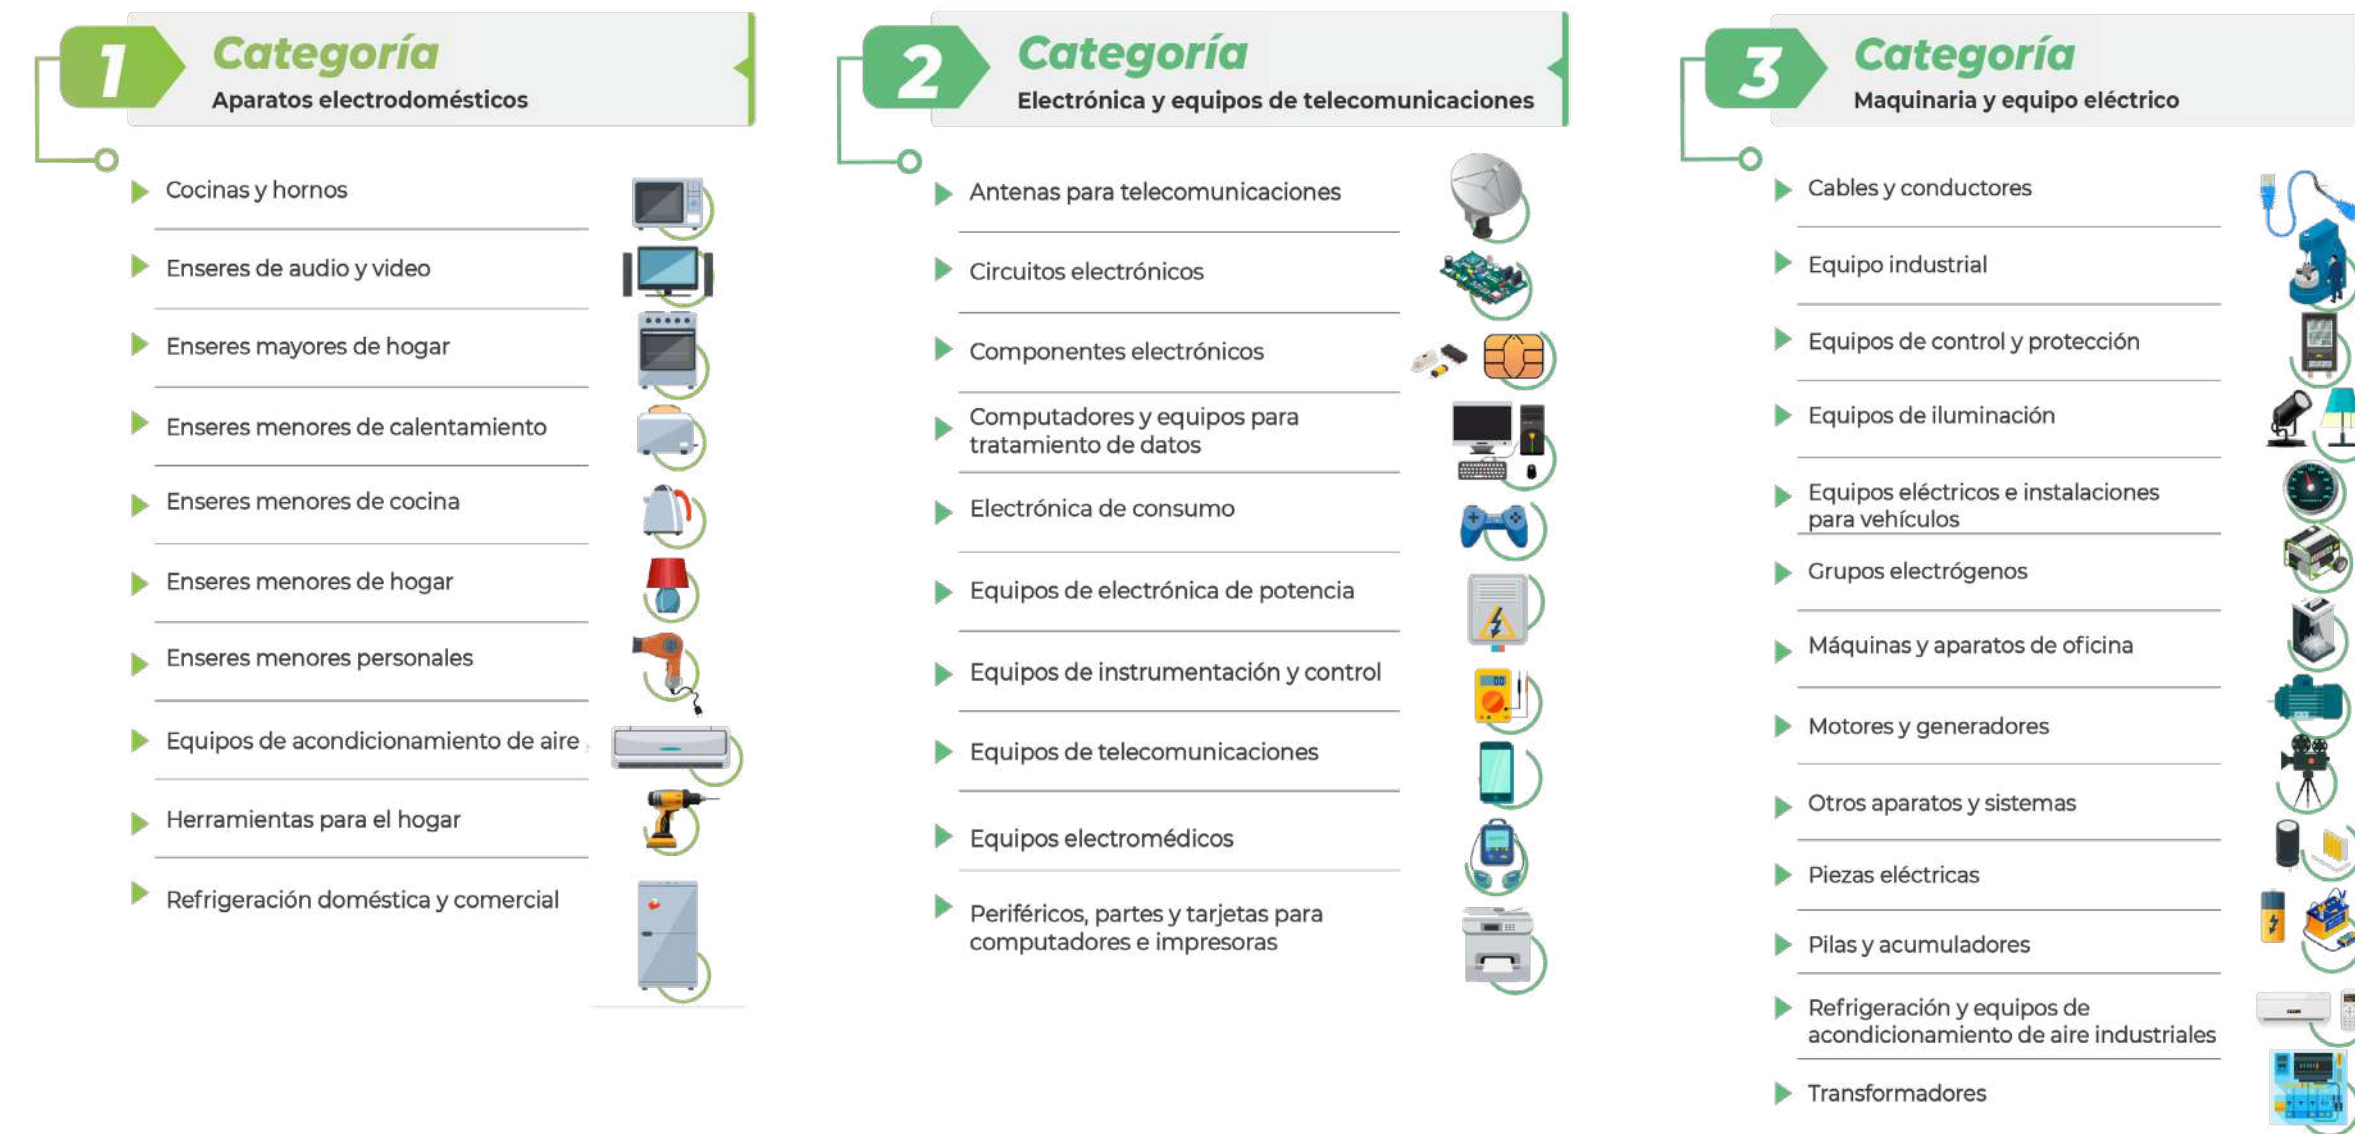 1
Categoría
Aparatos electrodomésticos
Cocinas y hornos
Enseres de audio y video
Enseres mayores de hogar
Enseres menores de calentamiento
Enseres menores de cocina
Enseres menores de hogar
Enseres menores personales
Equipos de acondicionamiento de aire
Herramientas para el hogar
Refrigeración doméstica y comercial
2
Categoría
Electrónica y equipos de telecomunicaciones
Antenas para telecomunicaciones
Circuitos electrónicos
Componentes electrónicos
Computadores y equipos para
tratamiento de datos
Electrónica de consumo
Equipos de electrónica de potencia
Equipos de instrumentación y control
Equipos de telecomunicaciones
Equipos electromédicos
Periféricos, partes y tarjetas para
computadores e impresoras
3
Categoría
Maquinaria y equipo eléctrico
Cables y conductores
Equipo industrial
Equipos de control y protección
Equipos de iluminación
Equipos eléctricos e instalaciones
para vehículos
Grupos electrógenos
Máquinas y aparatos de oficina
Motores y generadores
Otros aparatos y sistemas
Piezas eléctricas
Pilas y acumuladores
Refrigeración y equipos de
acondicionamiento de aire industriales
Transformadores